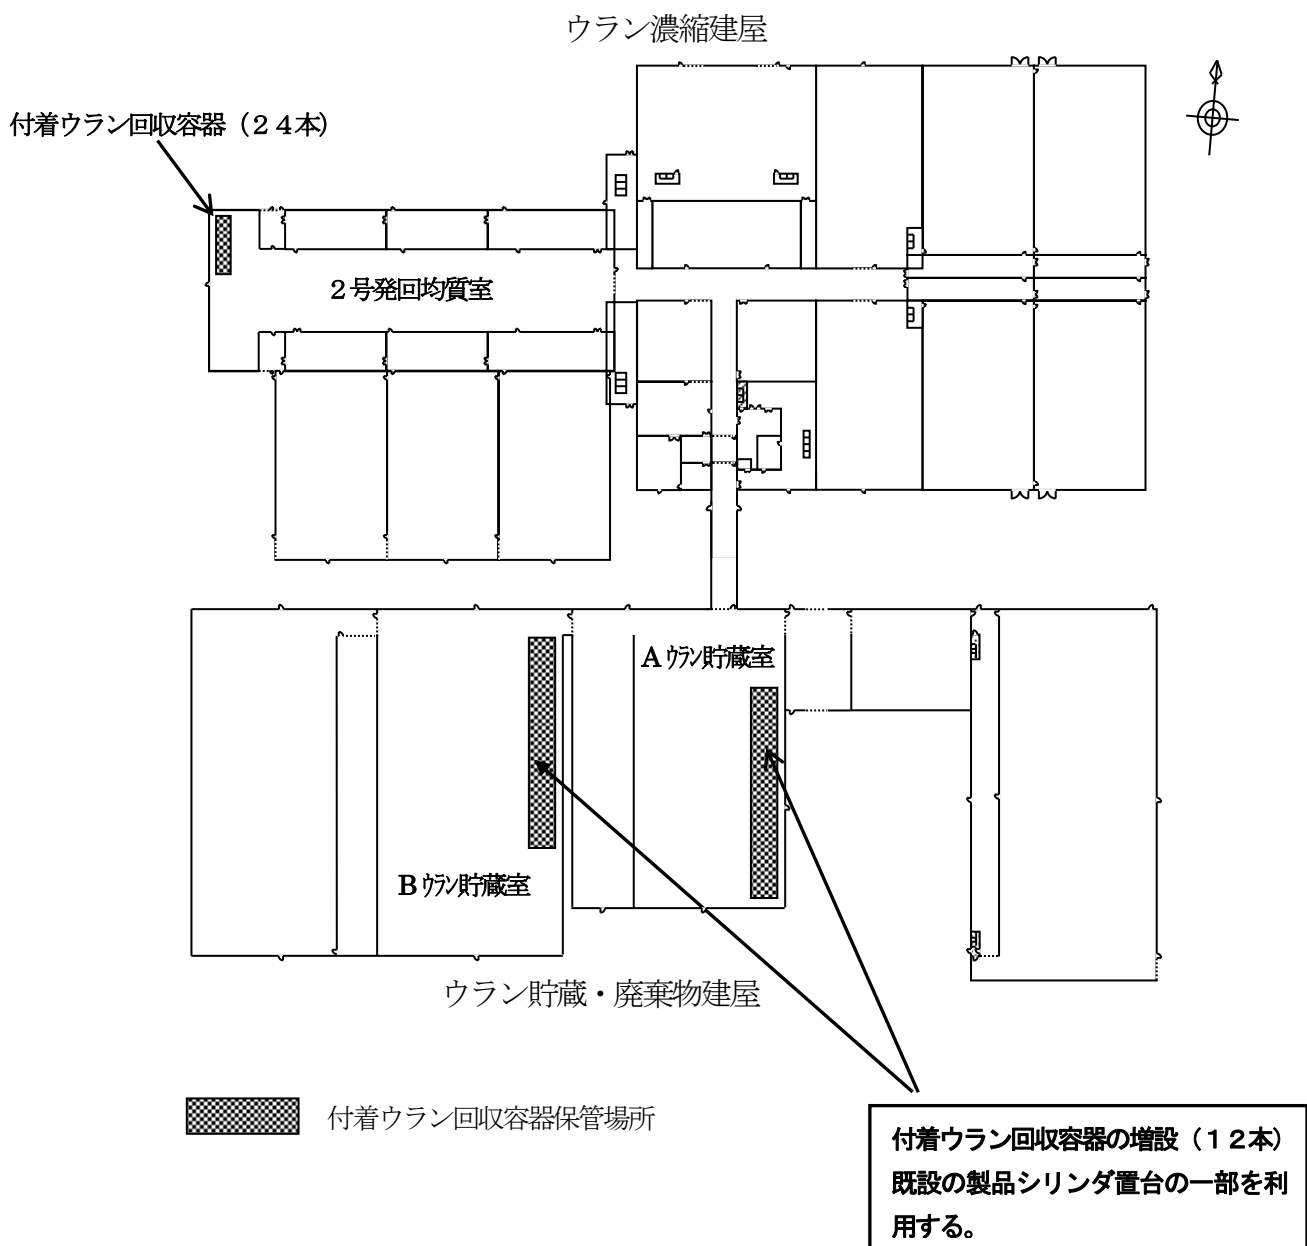 ウラン濃縮建屋
付着ウラン回収容器（２４本）
２号発回均質室
Ａウラン貯蔵室
Ｂウラン貯蔵室
ウラン貯蔵・廃棄物建屋
付着ウラン回収容器保管場所
付着ウラン回収容器の増設（１２本）
既設の製品シリンダ置台の一部を利
用する。